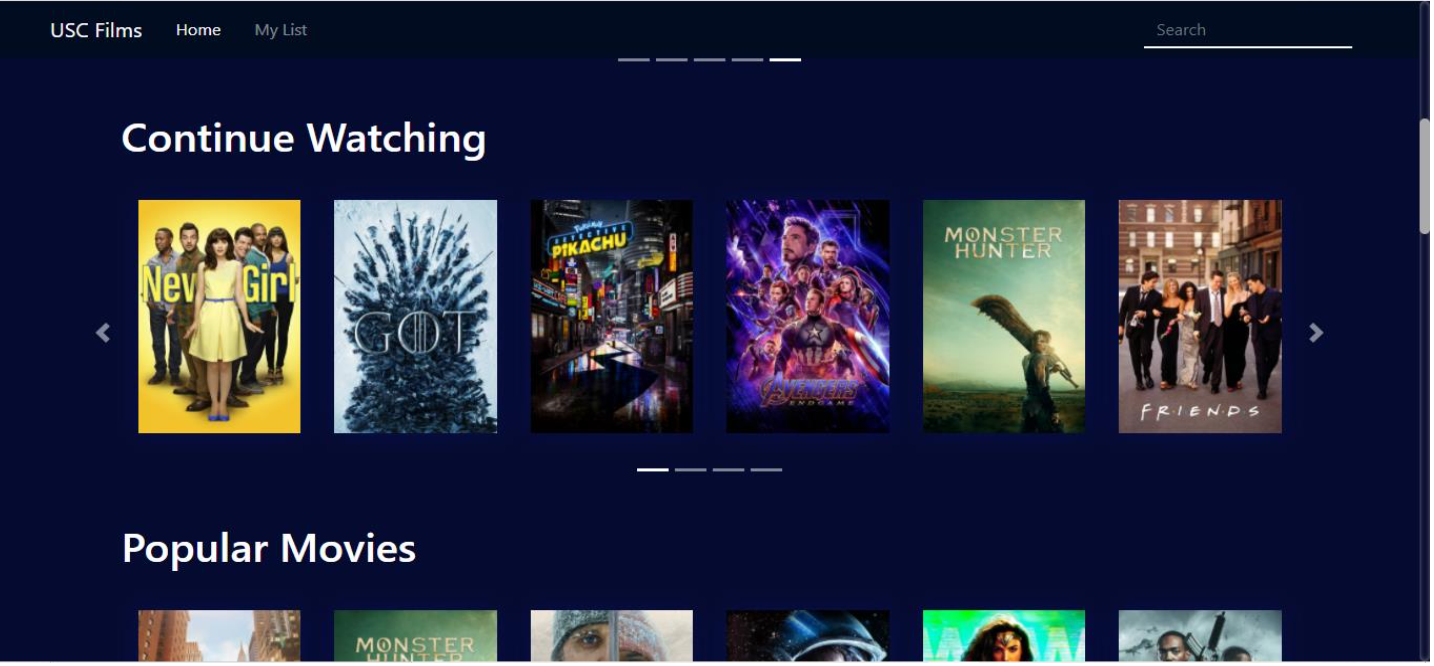 USC Films
Home
My List
Search
Continue Watching
New Girl
GOT
POKÉMON
DETECTIVE
PIKACHU
AVENGERS
ENDGAME
MONSTER
HUNTER
F·R·I·E·N·D·S
Popular Movies
MONSTER
HUNTER